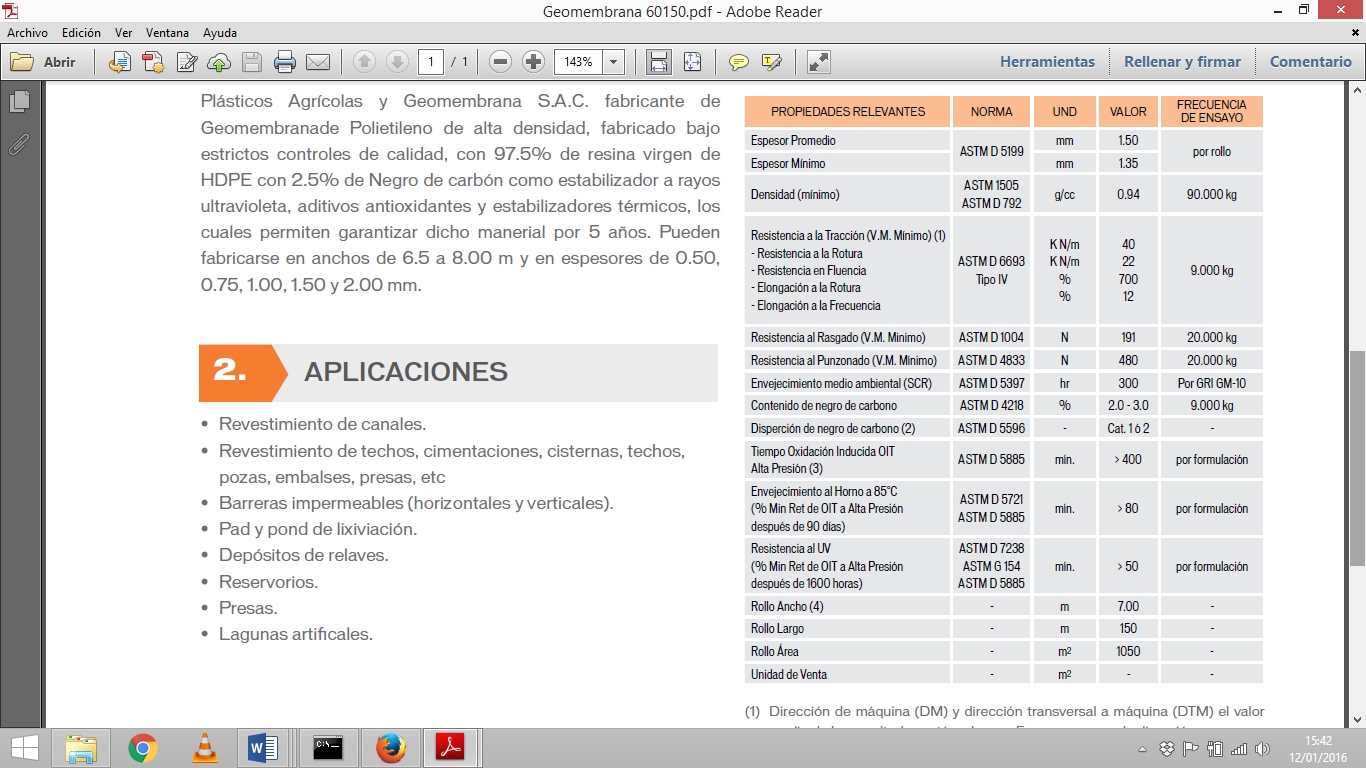 Geomembrana 60150.pdf - Adobe Reader
Archivo Edición Ver Ventana Ayuda
Abrir 1 / 1 143% Herramientas Rellenar y firmar Comentario
Plásticos Agrícolas y Geomembrana S.A.C. fabricante de
Geomembranade Polietileno de alta densidad, fabricado bajo
estrictos controles de calidad, con 97.5% de resina virgen de
HDPE con 2.5% de Negro de carbón como estabilizador a rayos
ultravioleta, aditivos antioxidantes y estabilizadores térmicos, los
cuales permiten garantizar dicho manerial por 5 años. Pueden
fabricarse en anchos de 6.5 a 8.00 m y en espesores de 0.50,
0.75, 1.00, 1.50 y 2.00 mm.
2. APLICACIONES
• Revestimiento de canales.
• Revestimiento de techos, cimentaciones, cisternas, techos,
pozas, embalses, presas, etc
• Barreras impermeables (horizontales y verticales).
• Pad y pond de lixiviación.
• Depósitos de relaves.
• Reservorios.
• Presas.
• Lagunas artificales.
PROPIEDADES RELEVANTES NORMA UND VALOR FRECUENCIA
DE ENSAYO
Espesor Promedio ASTM D 5199 mm 1.50 por rollo
Espesor Mínimo mm 1.35
Densidad (mínimo) ASTM 1505
ASTM D 792 g/cc 0.94 90.000 kg
Resistencia a la Tracción (V.M. Mínimo) (1) ASTM D 6693
Tipo IV 9.000 kg
- Resistencia a la Rotura K N/m 40
- Resistencia en Fluencia K N/m 22
- Elongación a la Rotura % 700
- Elongación a la Frecuencia % 12
Resistencia al Rasgado (V.M. Minimo) ASTM D 1004 N 191 20.000 kg
Resistencia al Punzonado (V.M. Minimo) ASTM D 4833 N 480 20.000 kg
Envejecimiento medio ambiental (SCR) ASTM D 5397 hr 300 Por GRI GM-10
Contenido de negro de carbono ASTM D 4218 % 2.0 - 3.0 9.000 kg
Disperción de negro de carbono (2) ASTM D 5596 - Cat. 1 ó 2 -
Tiempo Oxidación Inducida OIT
Alta Presión (3) ASTM D 5885 mín. > 400 por formulación
Envejecimiento al Horno a 85°C
(% Min Ret de OIT a Alta Presión
después de 90 días) ASTM D 5721
ASTM D 5885 mín. > 80 por formulación
Resistencia al UV
(% Min Ret de OIT a Alta Presión
después de 1600 horas) ASTM D 7238
ASTM G 154
ASTM D 5885 mín. > 50 por formulación
Rollo Ancho (4) - m 7.00 -
Rollo Largo - m 150 -
Rollo Área - m2 1050 -
Unidad de Venta - m2 - -
(1) Dirección de máquina (DM) y dirección transversal a máquina (DTM) el valor
15:42
12/01/2016